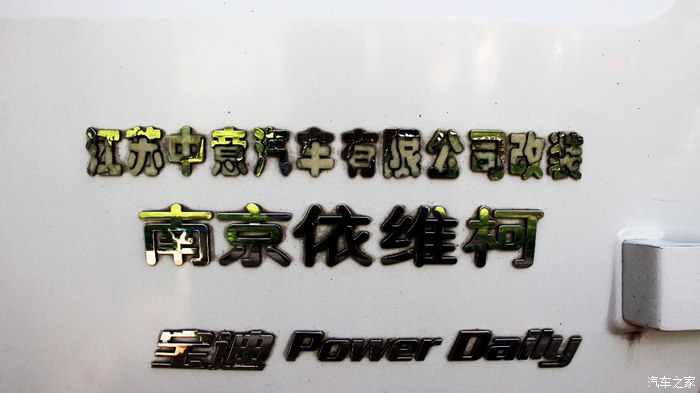 江苏中意汽车有限公司改装
南京依维柯
宝迪 Power Daily
汽车之家